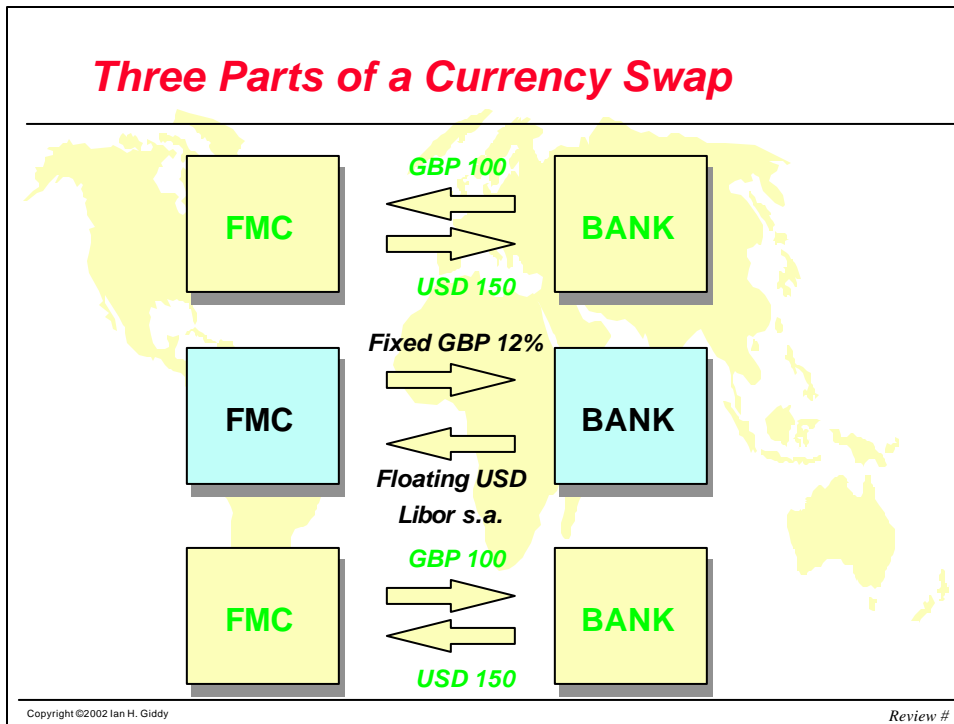 Three Parts of a Currency Swap
GBP 100
FMC
BANK
USD 150
Fixed GBP 12%
FMC
BANK
Floating USD
Libor s.a.
GBP 100
FMC
BANK
USD 150
Copyright ©2002 Ian H. Giddy
Review #